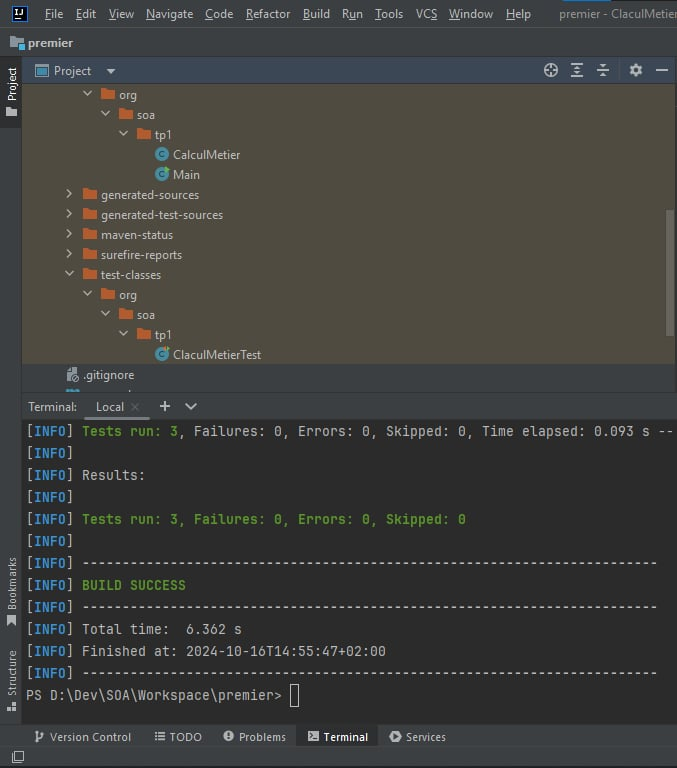 IJ File Edit View Navigate Code Refactor Build Run Tools VCS Window Help premier - ClaculMetier
premier
Project
Project
org
soa
tp1
C CalculMetier
C Main
generated-sources
generated-test-sources
maven-status
surefire-reports
test-classes
org
soa
tp1
C ClaculMetierTest
.gitignore
Terminal: Local
[INFO] Tests run: 3, Failures: 0, Errors: 0, Skipped: 0, Time elapsed: 0.093 s --
[INFO]
[INFO] Results:
[INFO]
[INFO] Tests run: 3, Failures: 0, Errors: 0, Skipped: 0
[INFO]
[INFO] ------------------------------------------------------------------------
[INFO] BUILD SUCCESS
[INFO] ------------------------------------------------------------------------
[INFO] Total time:  6.362 s
[INFO] Finished at: 2024-10-16T14:55:47+02:00
[INFO] ------------------------------------------------------------------------
PS D:\Dev\SOA\Workspace\premier>
Bookmarks
Structure
Version Control TODO Problems Terminal Services